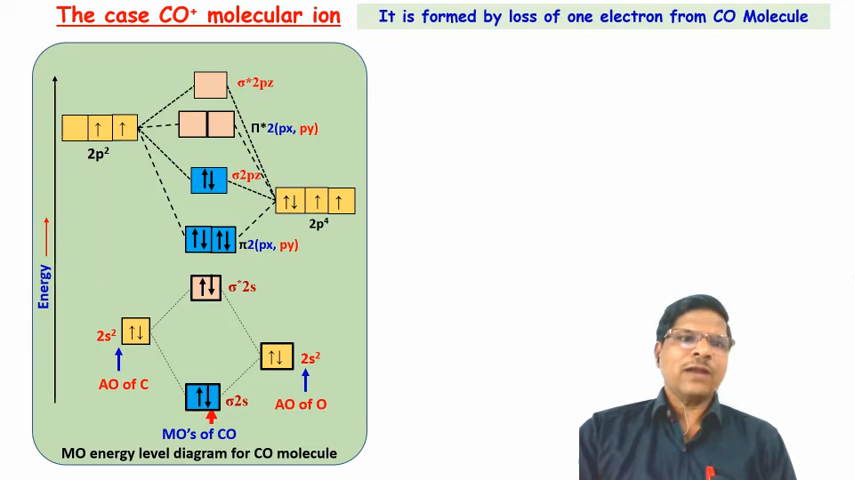 The case CO⁺ molecular ion
It is formed by loss of one electron from CO Molecule
σ*2pz
Π*2(px, py)
2p²
σ2pz
2p⁴
π2(px, py)
σ*2s
Energy
2s²
2s²
AO of C
σ2s
AO of O
MO's of CO
MO energy level diagram for CO molecule